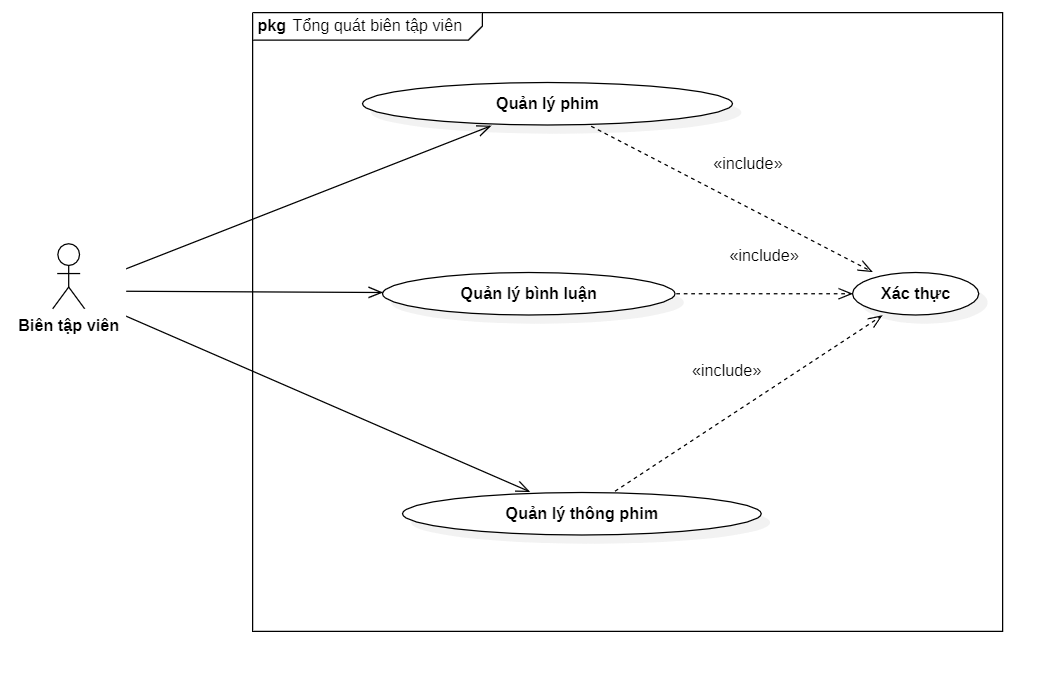 pkg Tổng quát biên tập viên
Quản lý phim
«include»
«include»
Biên tập viên
Quản lý bình luận
Xác thực
«include»
Quản lý thông phim